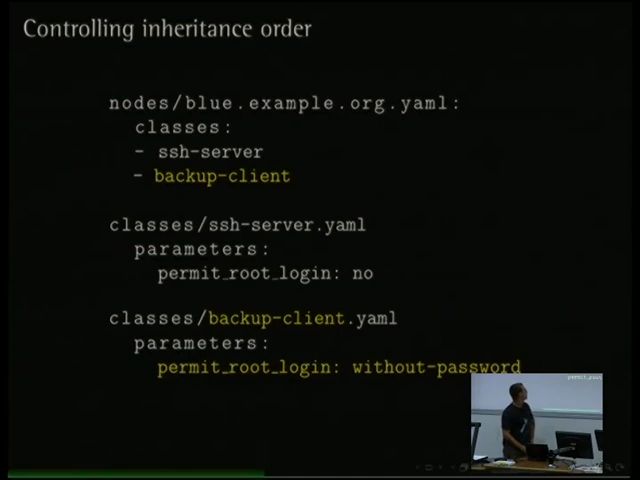 Controlling inheritance order
nodes/blue.example.org.yaml:
classes:
- ssh-server
- backup-client
classes/ssh-server.yaml
parameters:
permit_root_login: no
classes/backup-client.yaml
parameters:
permit_root_login: without-password